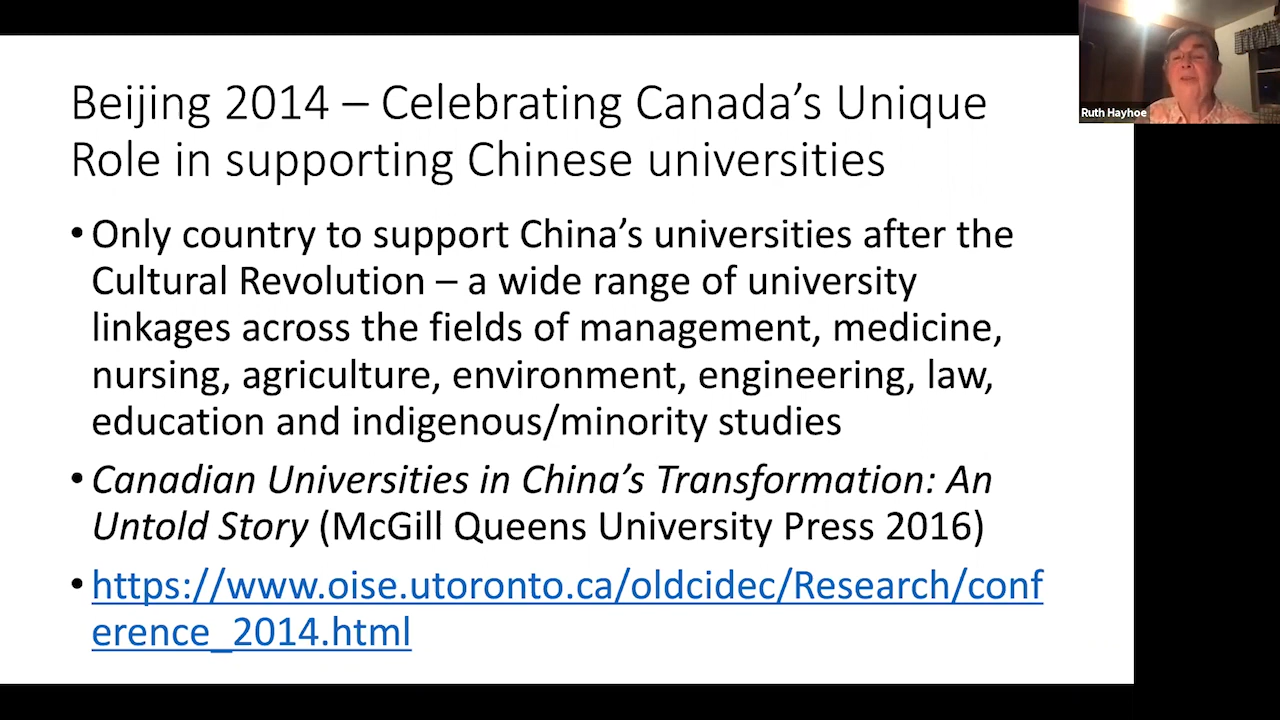 Beijing 2014 – Celebrating Canada’s Unique
Role in supporting Chinese universities
• Only country to support China’s universities after the
Cultural Revolution – a wide range of university
linkages across the fields of management, medicine,
nursing, agriculture, environment, engineering, law,
education and indigenous/minority studies
• Canadian Universities in China’s Transformation: An
Untold Story (McGill Queens University Press 2016)
• https://www.oise.utoronto.ca/oldcidec/Research/conf
erence_2014.html
Ruth Hayhoe